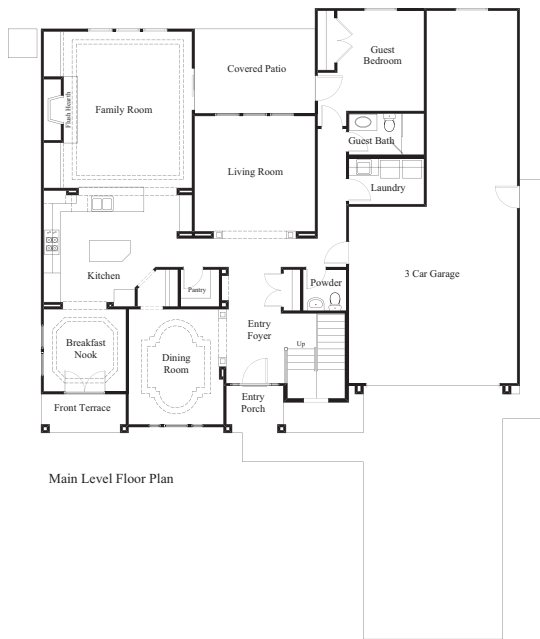 Guest
Bedroom
Covered Patio
Family Room
Flush Hearth
Guest Bath
Living Room
Laundry
Kitchen
3 Car Garage
Pantry
Powder
Entry
Foyer
Up
Breakfast
Nook
Dining
Room
Front Terrace
Entry
Porch
Main Level Floor Plan